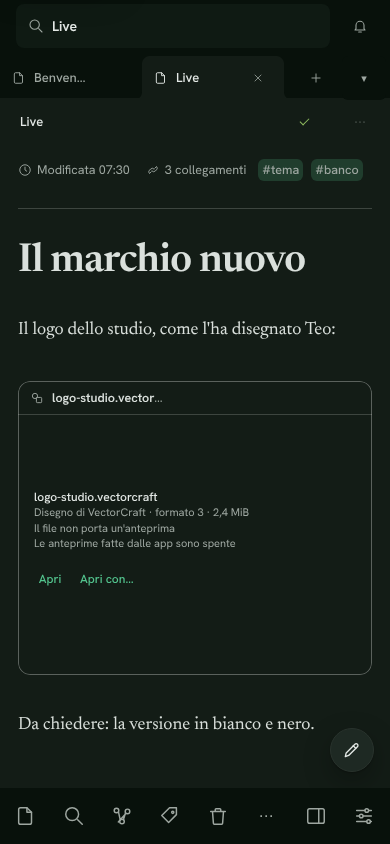 Live
Benven...
Live
Live
Modificata 07:30
3 collegamenti
#tema
#banco
Il marchio nuovo
Il logo dello studio, come l'ha disegnato Teo:
logo-studio.vector...
logo-studio.vectorcraft
Disegno di VectorCraft · formato 3 · 2,4 MiB
Il file non porta un'anteprima
Le anteprime fatte dalle app sono spente
Apri
Apri con...
Da chiedere: la versione in bianco e nero.